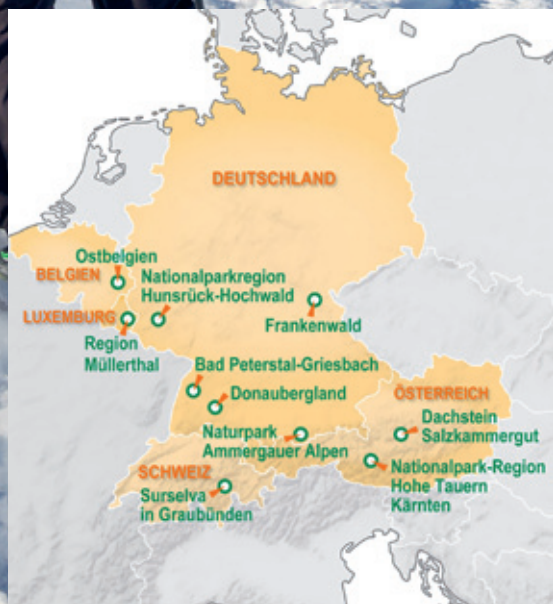 DEUTSCHLAND
Ostbelgien
BELGIEN
Nationalparkregion
Hunsrück-Hochwald
LUXEMBURG
Frankenwald
Region
Müllerthal
Bad Peterstal-Griesbach
Donaubergland
ÖSTERREICH
Dachstein
Salzkammergut
Naturpark
Ammergauer Alpen
Nationalpark-Region
Hohe Tauern
Kärnten
SCHWEIZ
Surselva
in Graubünden